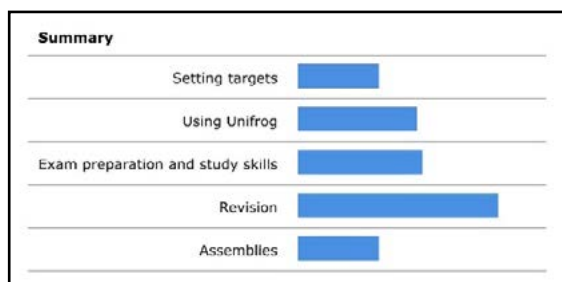 Summary
Setting targets
Using Unifrog
Exam preparation and study skills
Revision
Assemblies